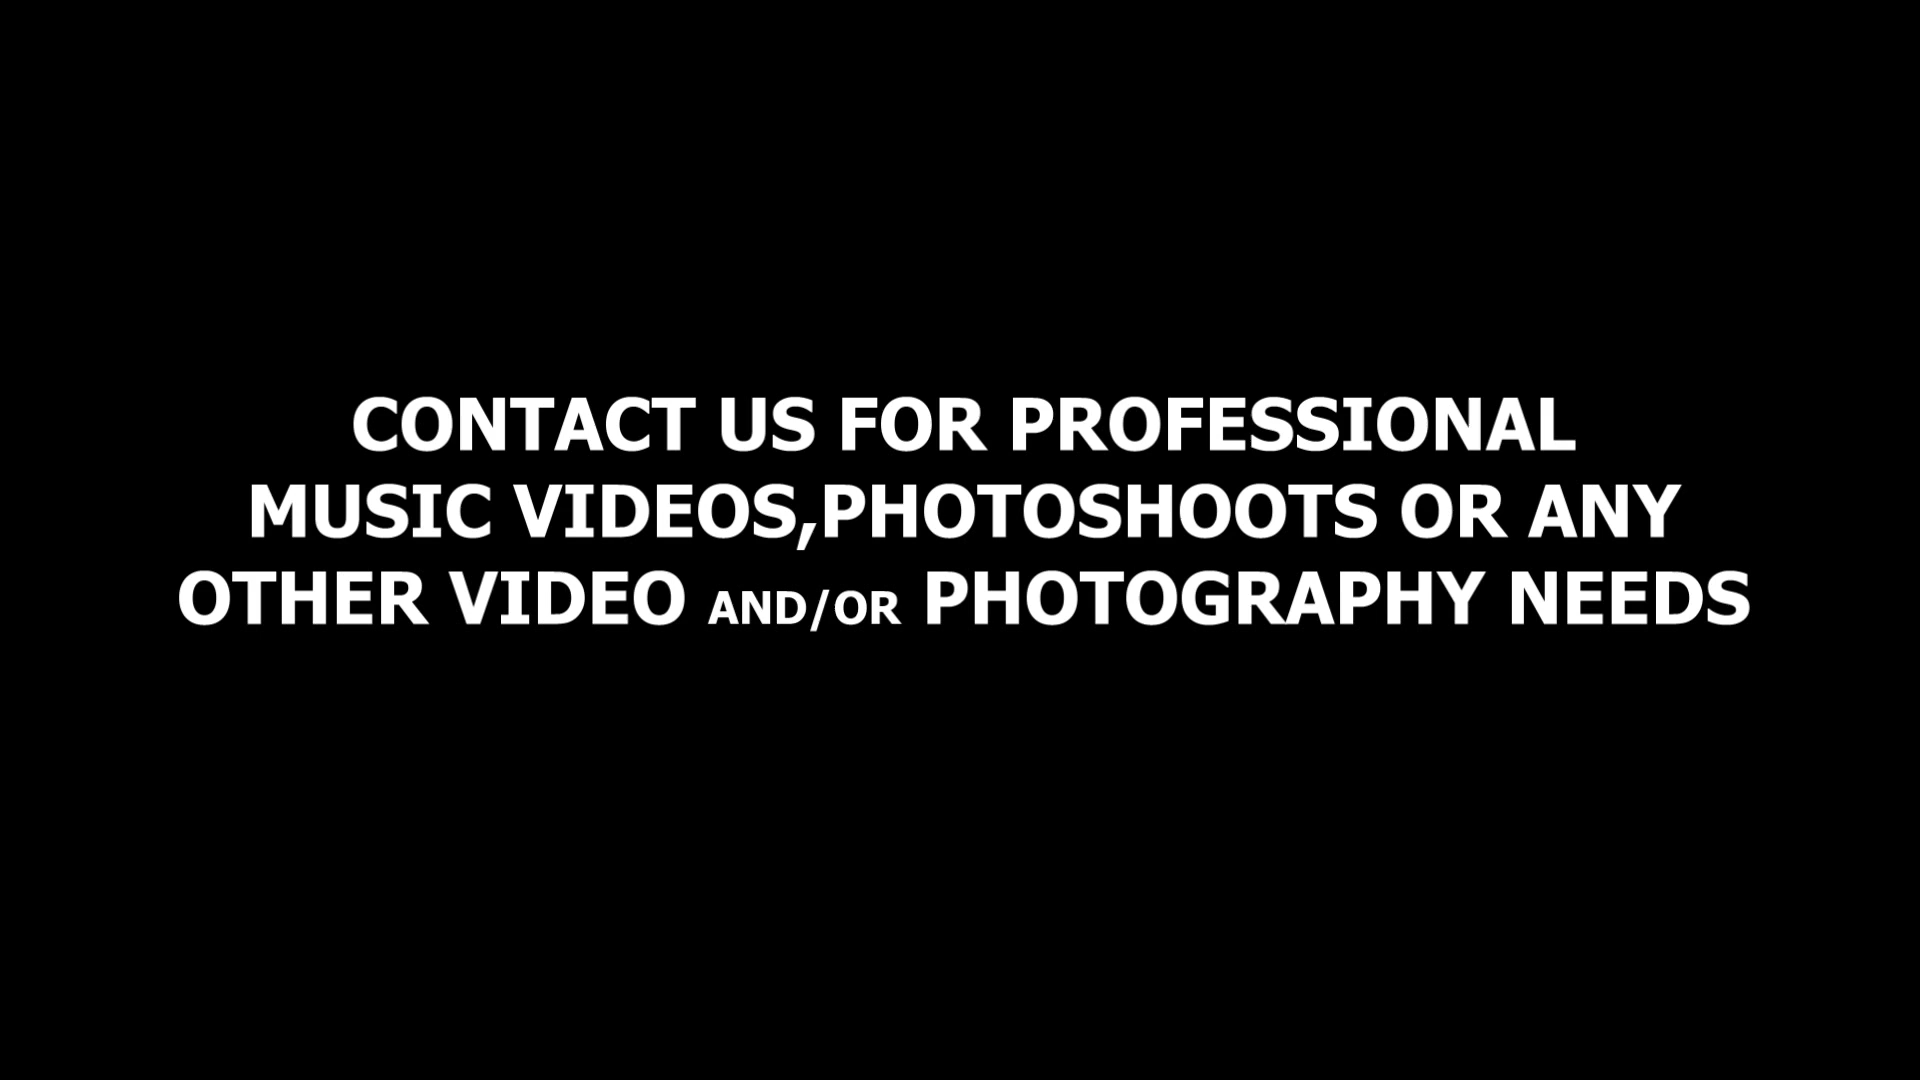 CONTACT US FOR PROFESSIONAL
MUSIC VIDEOS,PHOTOSHOOTS OR ANY
OTHER VIDEO AND/OR PHOTOGRAPHY NEEDS